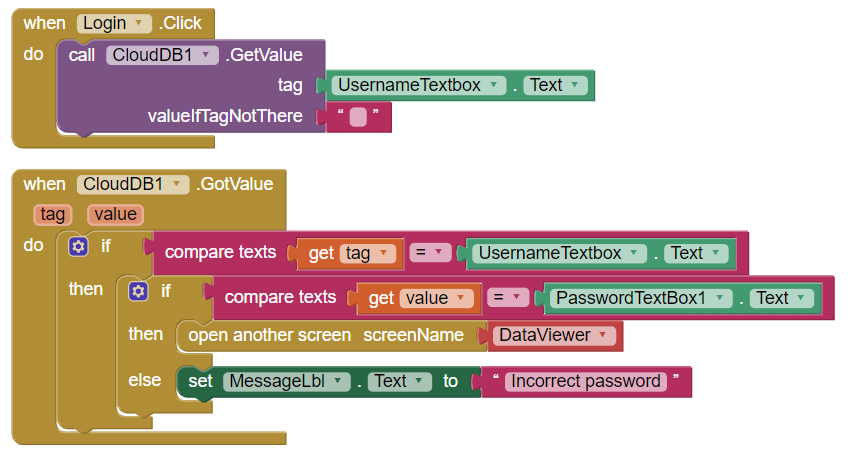 when Login .Click
do call CloudDB1 .GetValue
tag UsernameTextbox . Text
valueIfTagNotThere “ ”
when CloudDB1 .GotValue
tag value
do if compare texts get tag = UsernameTextbox . Text
then if compare texts get value = PasswordTextBox1 . Text
then open another screen screenName DataViewer
else set MessageLbl . Text to “ Incorrect password ”